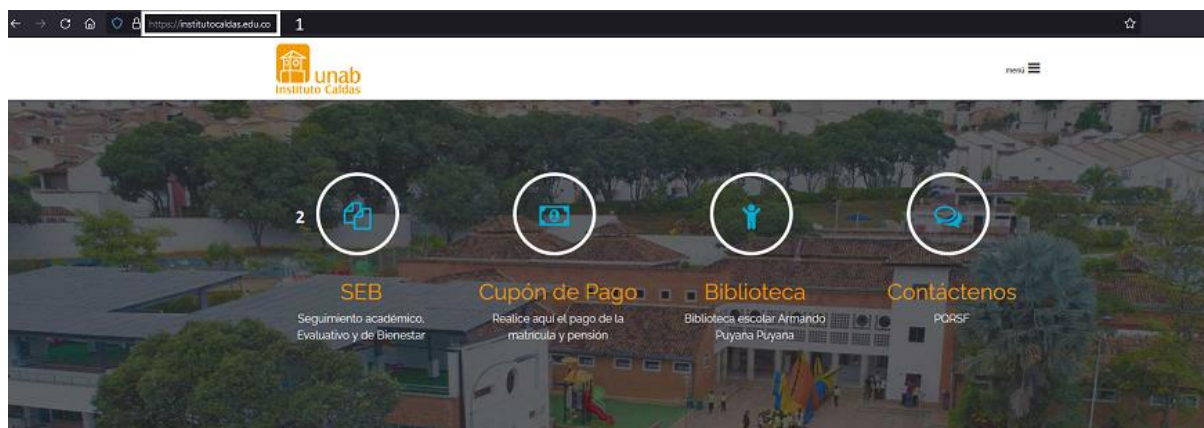 https://institutocaldas.edu.co
1
unab
Instituto Caldas
menú
2
SEB
Seguimiento académico,
Evaluativo y de Bienestar
Cupón de Pago
Realice aquí el pago de la
matrícula y pensión
Biblioteca
Biblioteca escolar Armando
Puyana Puyana
Contáctenos
PQRSF